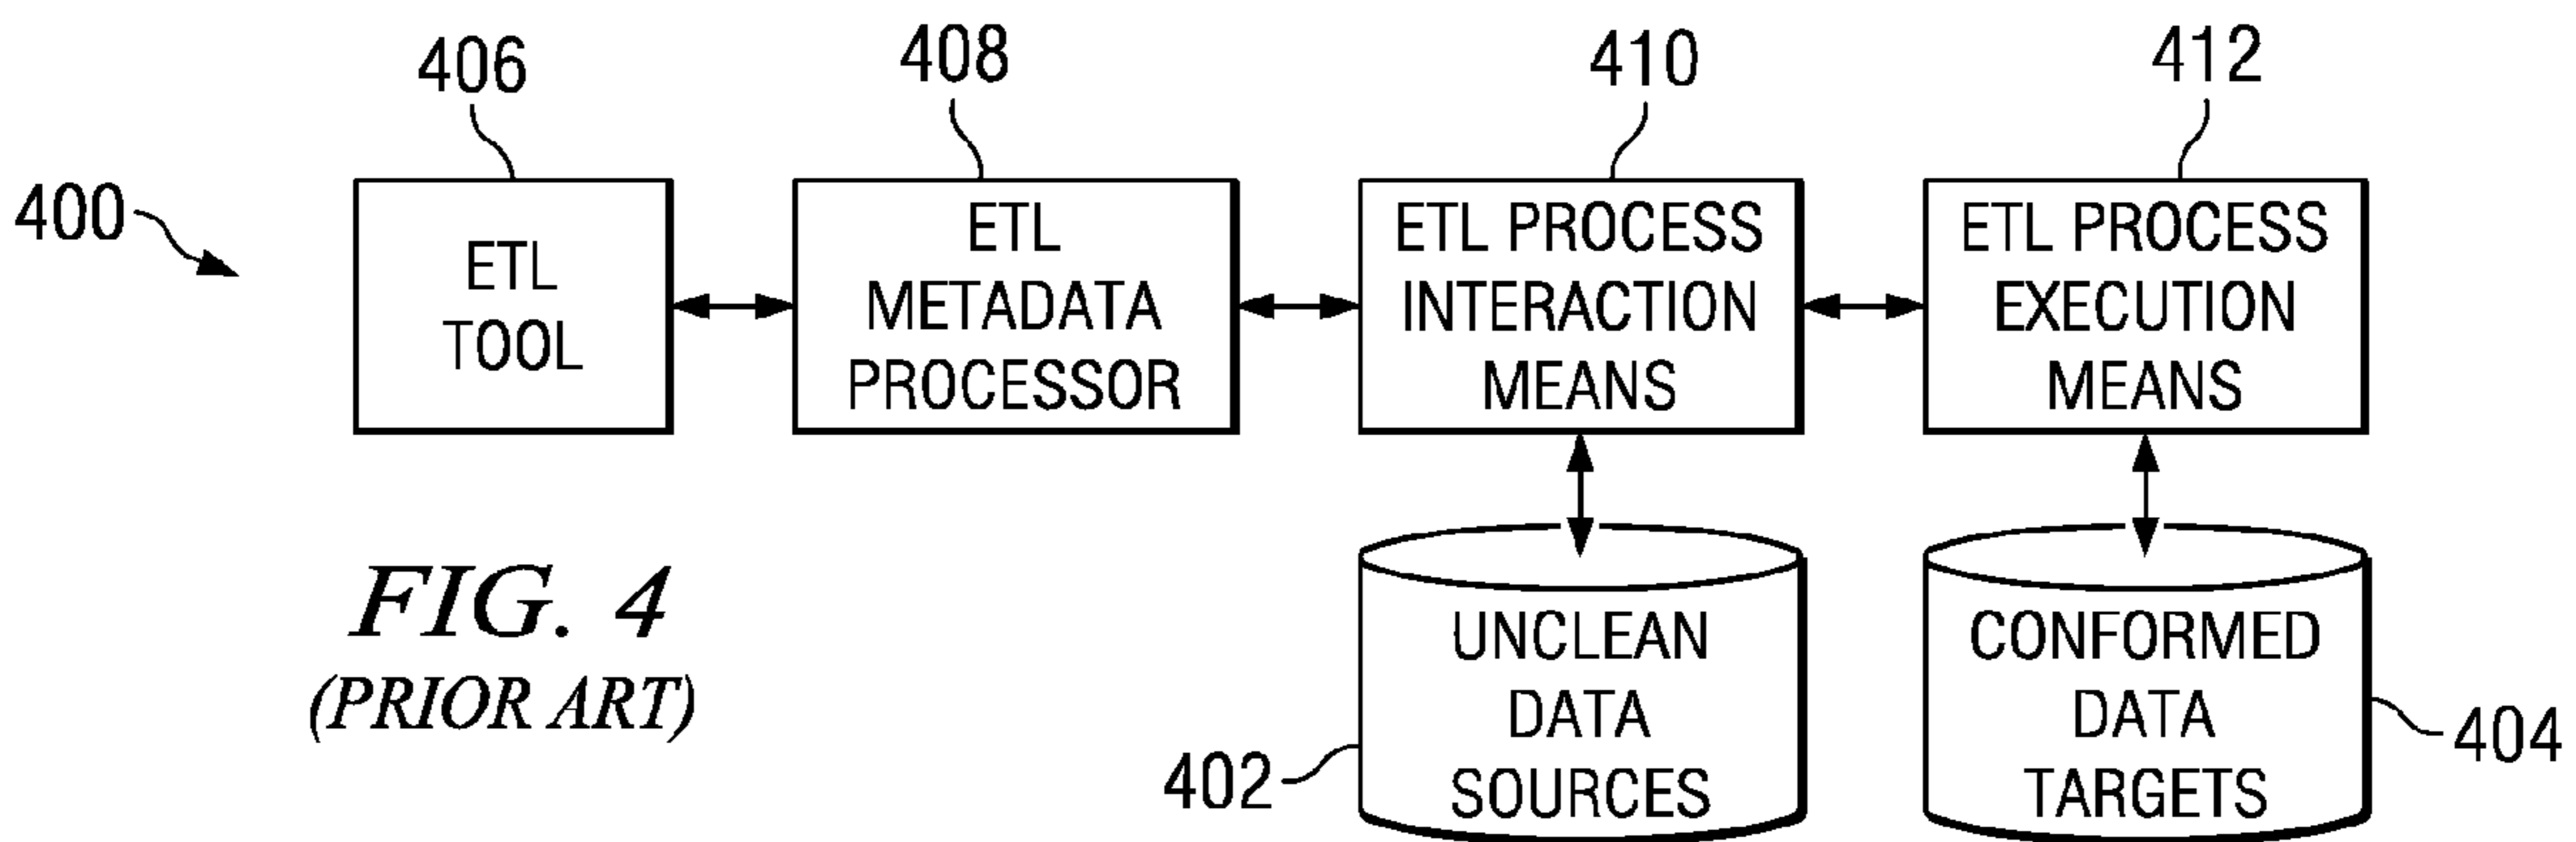 406
408
410
412
400
ETL
TOOL
ETL
METADATA
PROCESSOR
ETL PROCESS
INTERACTION
MEANS
ETL PROCESS
EXECUTION
MEANS
FIG. 4
(PRIOR ART)
402
UNCLEAN
DATA
SOURCES
CONFORMED
DATA
TARGETS
404